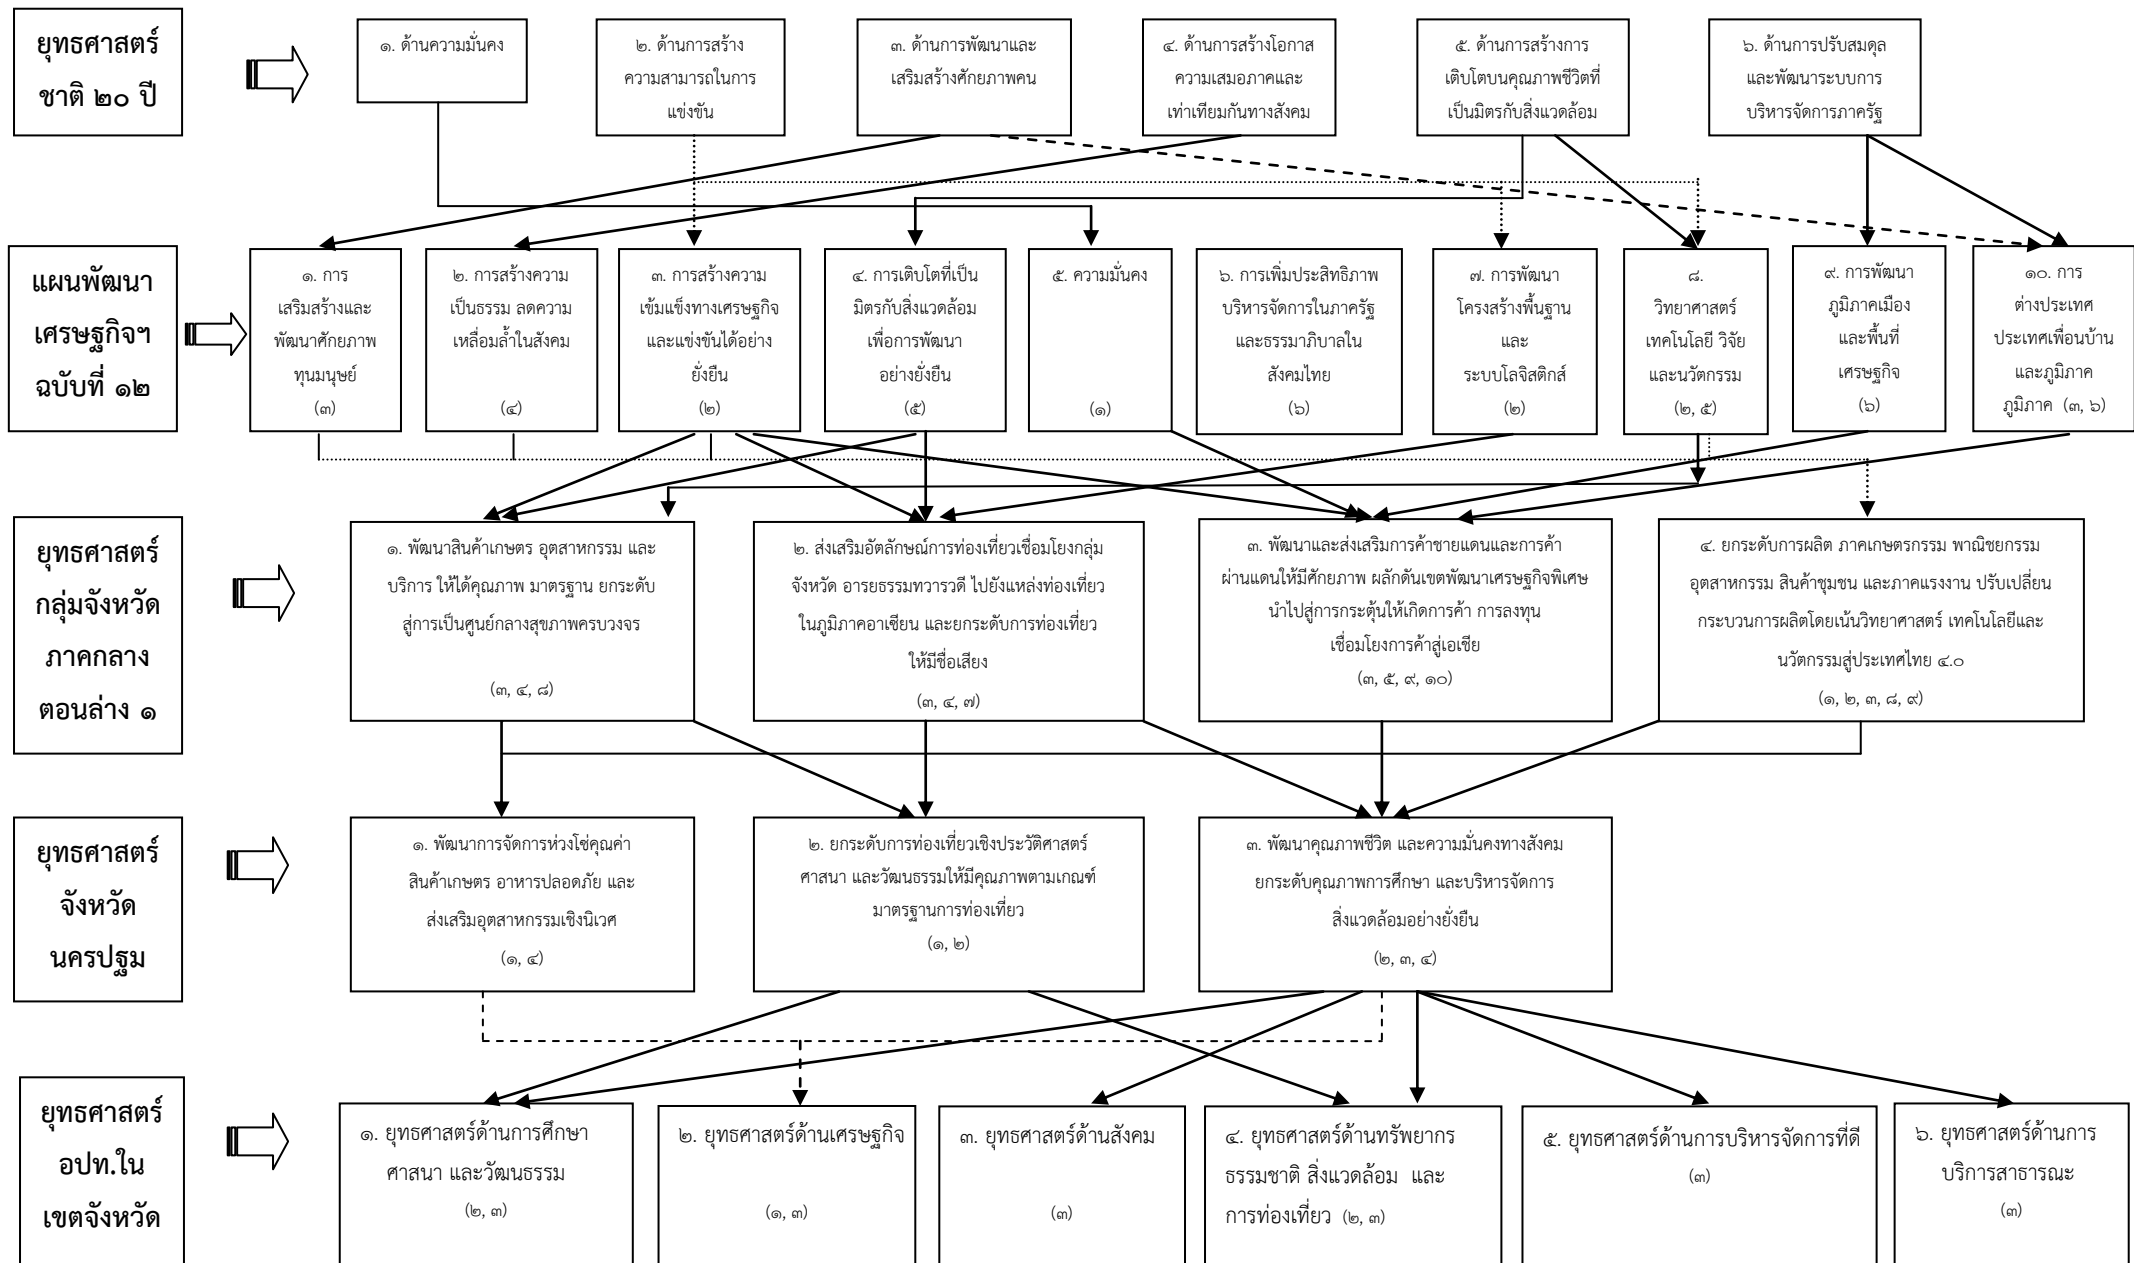 ยุทธศาสตร์
ชาติ ๒๐ ปี
๑. ด้านความมั่นคง
๒. ด้านการสร้าง
ความสามารถในการ
แข่งขัน
๓. ด้านการพัฒนาและ
เสริมสร้างศักยภาพคน
๔. ด้านการสร้างโอกาส
ความเสมอภาคและ
เท่าเทียมกันทางสังคม
๕. ด้านการสร้างการ
เติบโตบนคุณภาพชีวิตที่
เป็นมิตรกับสิ่งแวดล้อม
๖. ด้านการปรับสมดุล
และพัฒนาระบบการ
บริหารจัดการภาครัฐ
แผนพัฒนา
เศรษฐกิจฯ
ฉบับที่ ๑๒
๑. การ
เสริมสร้างและ
พัฒนาศักยภาพ
ทุนมนุษย์
(๓)
๒. การสร้างความ
เป็นธรรม ลดความ
เหลื่อมล้ำในสังคม
(๔)
๓. การสร้างความ
เข้มแข็งทางเศรษฐกิจ
และแข่งขันได้อย่าง
ยั่งยืน
(๒)
๔. การเติบโตที่เป็น
มิตรกับสิ่งแวดล้อม
เพื่อการพัฒนา
อย่างยั่งยืน
(๕)
๕. ความมั่นคง
(๑)
๖. การเพิ่มประสิทธิภาพ
บริหารจัดการในภาครัฐ
และธรรมาภิบาลใน
สังคมไทย
(๖)
๗. การพัฒนา
โครงสร้างพื้นฐาน
และ
ระบบโลจิสติกส์
(๒)
๘.
วิทยาศาสตร์
เทคโนโลยี วิจัย
และนวัตกรรม
(๒, ๕)
๙. การพัฒนา
ภูมิภาคเมือง
และพื้นที่
เศรษฐกิจ
(๖)
๑๐. การ
ต่างประเทศ
ประเทศเพื่อนบ้าน
และภูมิภาค
ภูมิภาค (๓, ๖)
ยุทธศาสตร์
กลุ่มจังหวัด
ภาคกลาง
ตอนล่าง ๑
๑. พัฒนาสินค้าเกษตร อุตสาหกรรม และ
บริการ ให้ได้คุณภาพ มาตรฐาน ยกระดับ
สู่การเป็นศูนย์กลางสุขภาพครบวงจร
(๓, ๔, ๘)
๒. ส่งเสริมอัตลักษณ์การท่องเที่ยวเชื่อมโยงกลุ่ม
จังหวัด อารยธรรมทวารวดี ไปยังแหล่งท่องเที่ยว
ในภูมิภาคอาเซียน และยกระดับการท่องเที่ยว
ให้มีชื่อเสียง
(๓, ๔, ๗)
๓. พัฒนาและส่งเสริมการค้าชายแดนและการค้า
ผ่านแดนให้มีศักยภาพ ผลักดันเขตพัฒนาเศรษฐกิจพิเศษ
นำไปสู่การกระตุ้นให้เกิดการค้า การลงทุน
เชื่อมโยงการค้าสู่เอเชีย
(๓, ๕, ๙, ๑๐)
๔. ยกระดับการผลิต ภาคเกษตรกรรม พาณิชยกรรม
อุตสาหกรรม สินค้าชุมชน และภาคแรงงาน ปรับเปลี่ยน
กระบวนการผลิตโดยเน้นวิทยาศาสตร์ เทคโนโลยีและ
นวัตกรรมสู่ประเทศไทย ๔.๐
(๑, ๒, ๓, ๘, ๙)
ยุทธศาสตร์
จังหวัด
นครปฐม
๑. พัฒนาการจัดการห่วงโซ่คุณค่า
สินค้าเกษตร อาหารปลอดภัย และ
ส่งเสริมอุตสาหกรรมเชิงนิเวศ
(๑, ๔)
๒. ยกระดับการท่องเที่ยวเชิงประวัติศาสตร์
ศาสนา และวัฒนธรรมให้มีคุณภาพตามเกณฑ์
มาตรฐานการท่องเที่ยว
(๑, ๒)
๓. พัฒนาคุณภาพชีวิต และความมั่นคงทางสังคม
ยกระดับคุณภาพการศึกษา และบริหารจัดการ
สิ่งแวดล้อมอย่างยั่งยืน
(๒, ๓, ๔)
ยุทธศาสตร์
อปท.ใน
เขตจังหวัด
๑. ยุทธศาสตร์ด้านการศึกษา
ศาสนา และวัฒนธรรม
(๒, ๓)
๒. ยุทธศาสตร์ด้านเศรษฐกิจ
(๑, ๓)
๓. ยุทธศาสตร์ด้านสังคม
(๓)
๔. ยุทธศาสตร์ด้านทรัพยากร
ธรรมชาติ สิ่งแวดล้อม และ
การท่องเที่ยว (๒, ๓)
๕. ยุทธศาสตร์ด้านการบริหารจัดการที่ดี
(๓)
๖. ยุทธศาสตร์ด้านการ
บริการสาธารณะ
(๓)